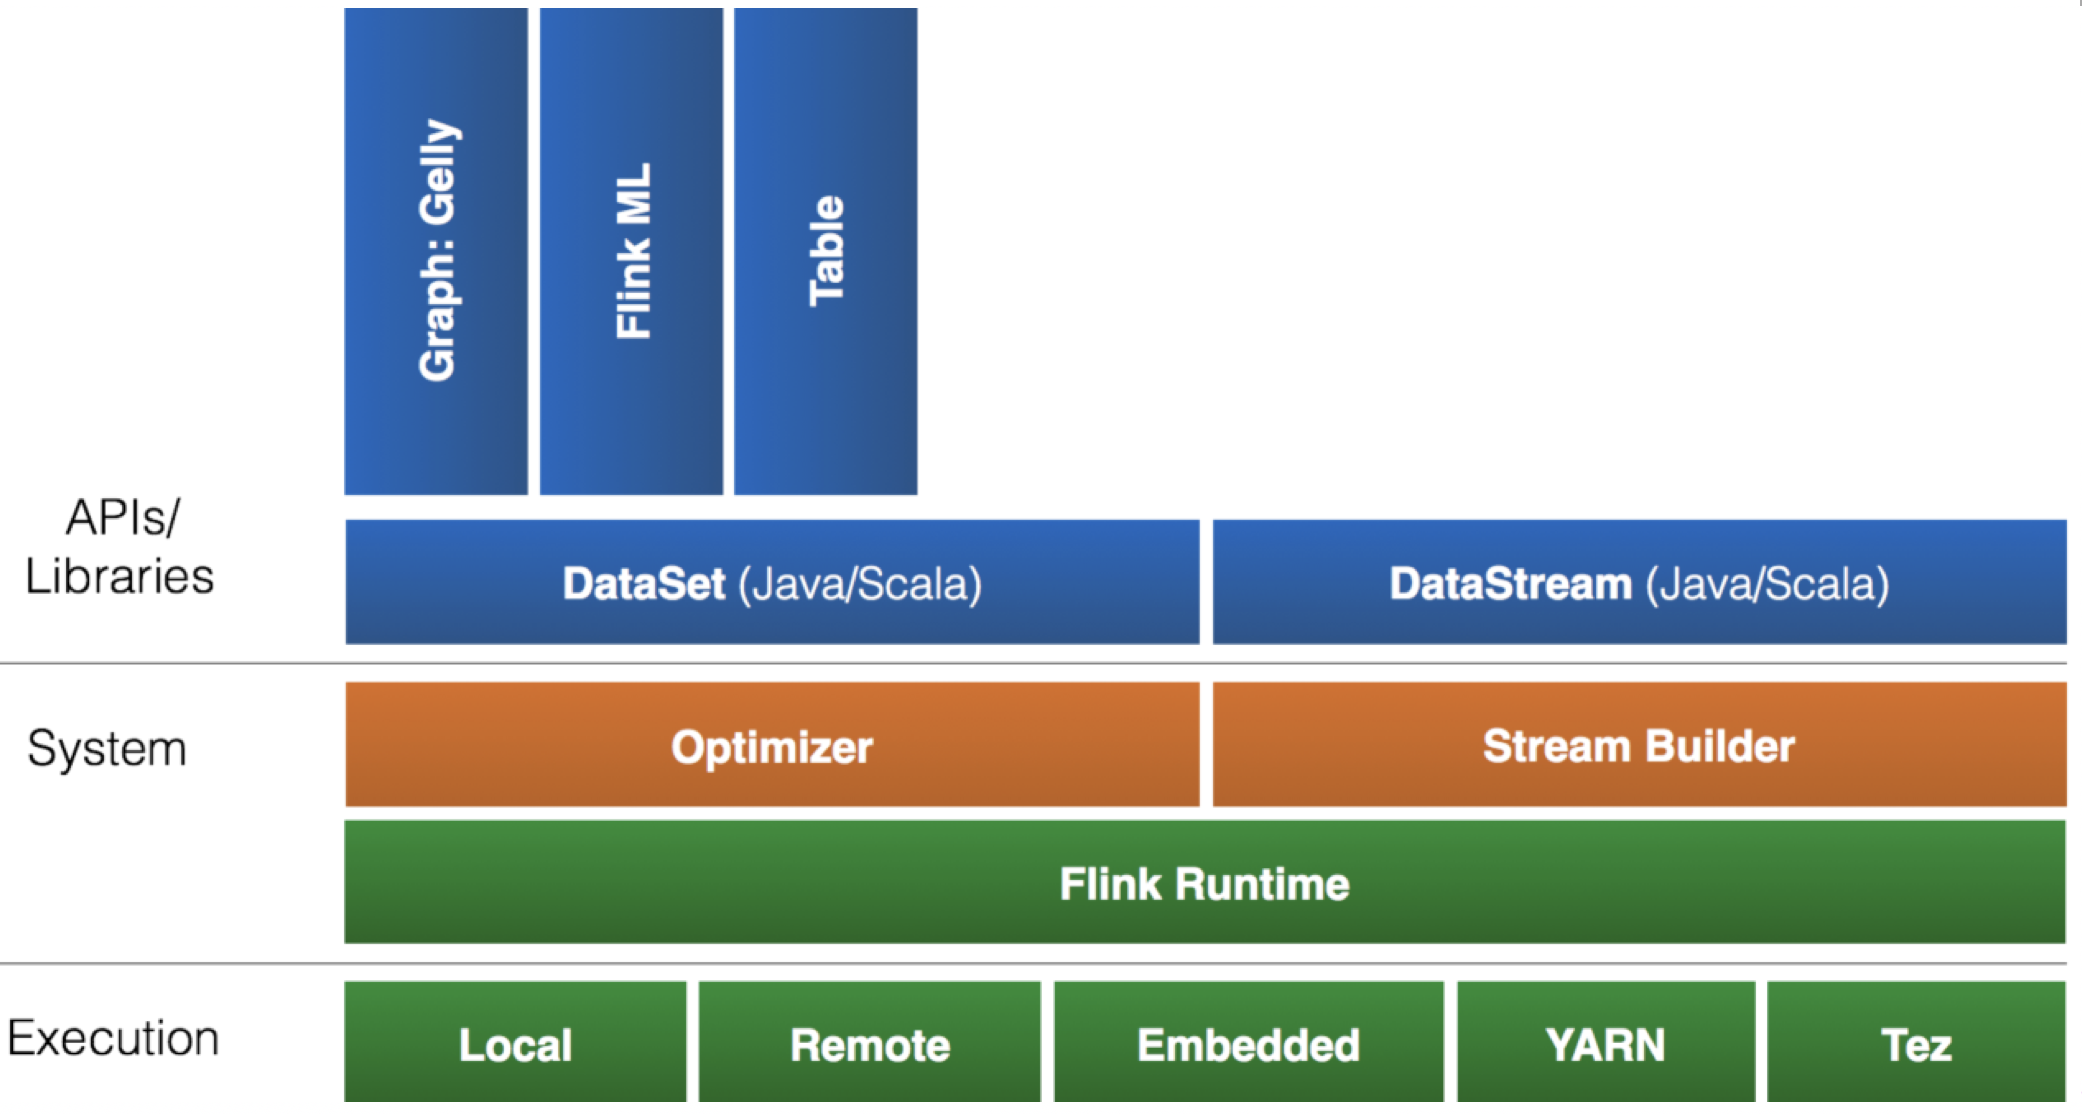 Graph: Gelly
Flink ML
Table
APIs/
Libraries
DataSet (Java/Scala)
DataStream (Java/Scala)
System
Optimizer
Stream Builder
Flink Runtime
Execution
Local
Remote
Embedded
YARN
Tez